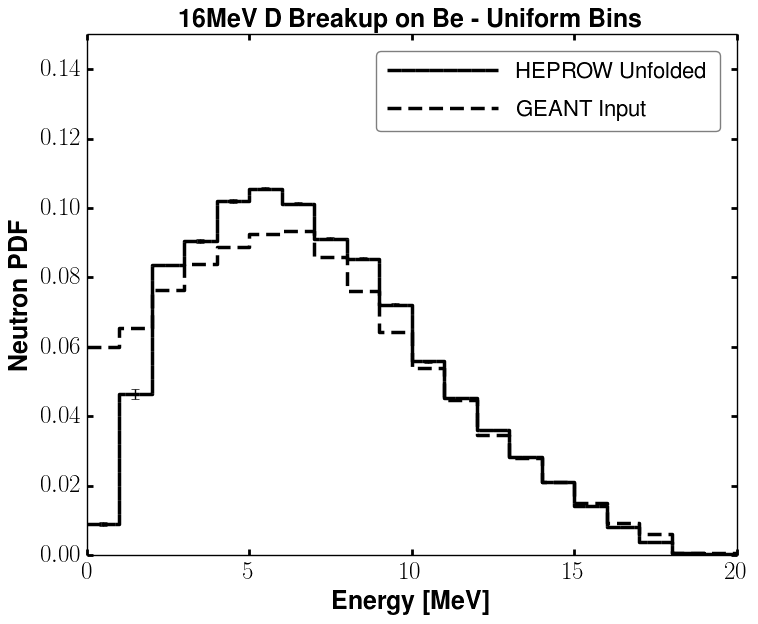 16MeV D Breakup on Be - Uniform Bins
HEPROW Unfolded
GEANT Input
Neutron PDF
0.14
0.12
0.10
0.08
0.06
0.04
0.02
0.00
0 5 10 15 20
Energy [MeV]